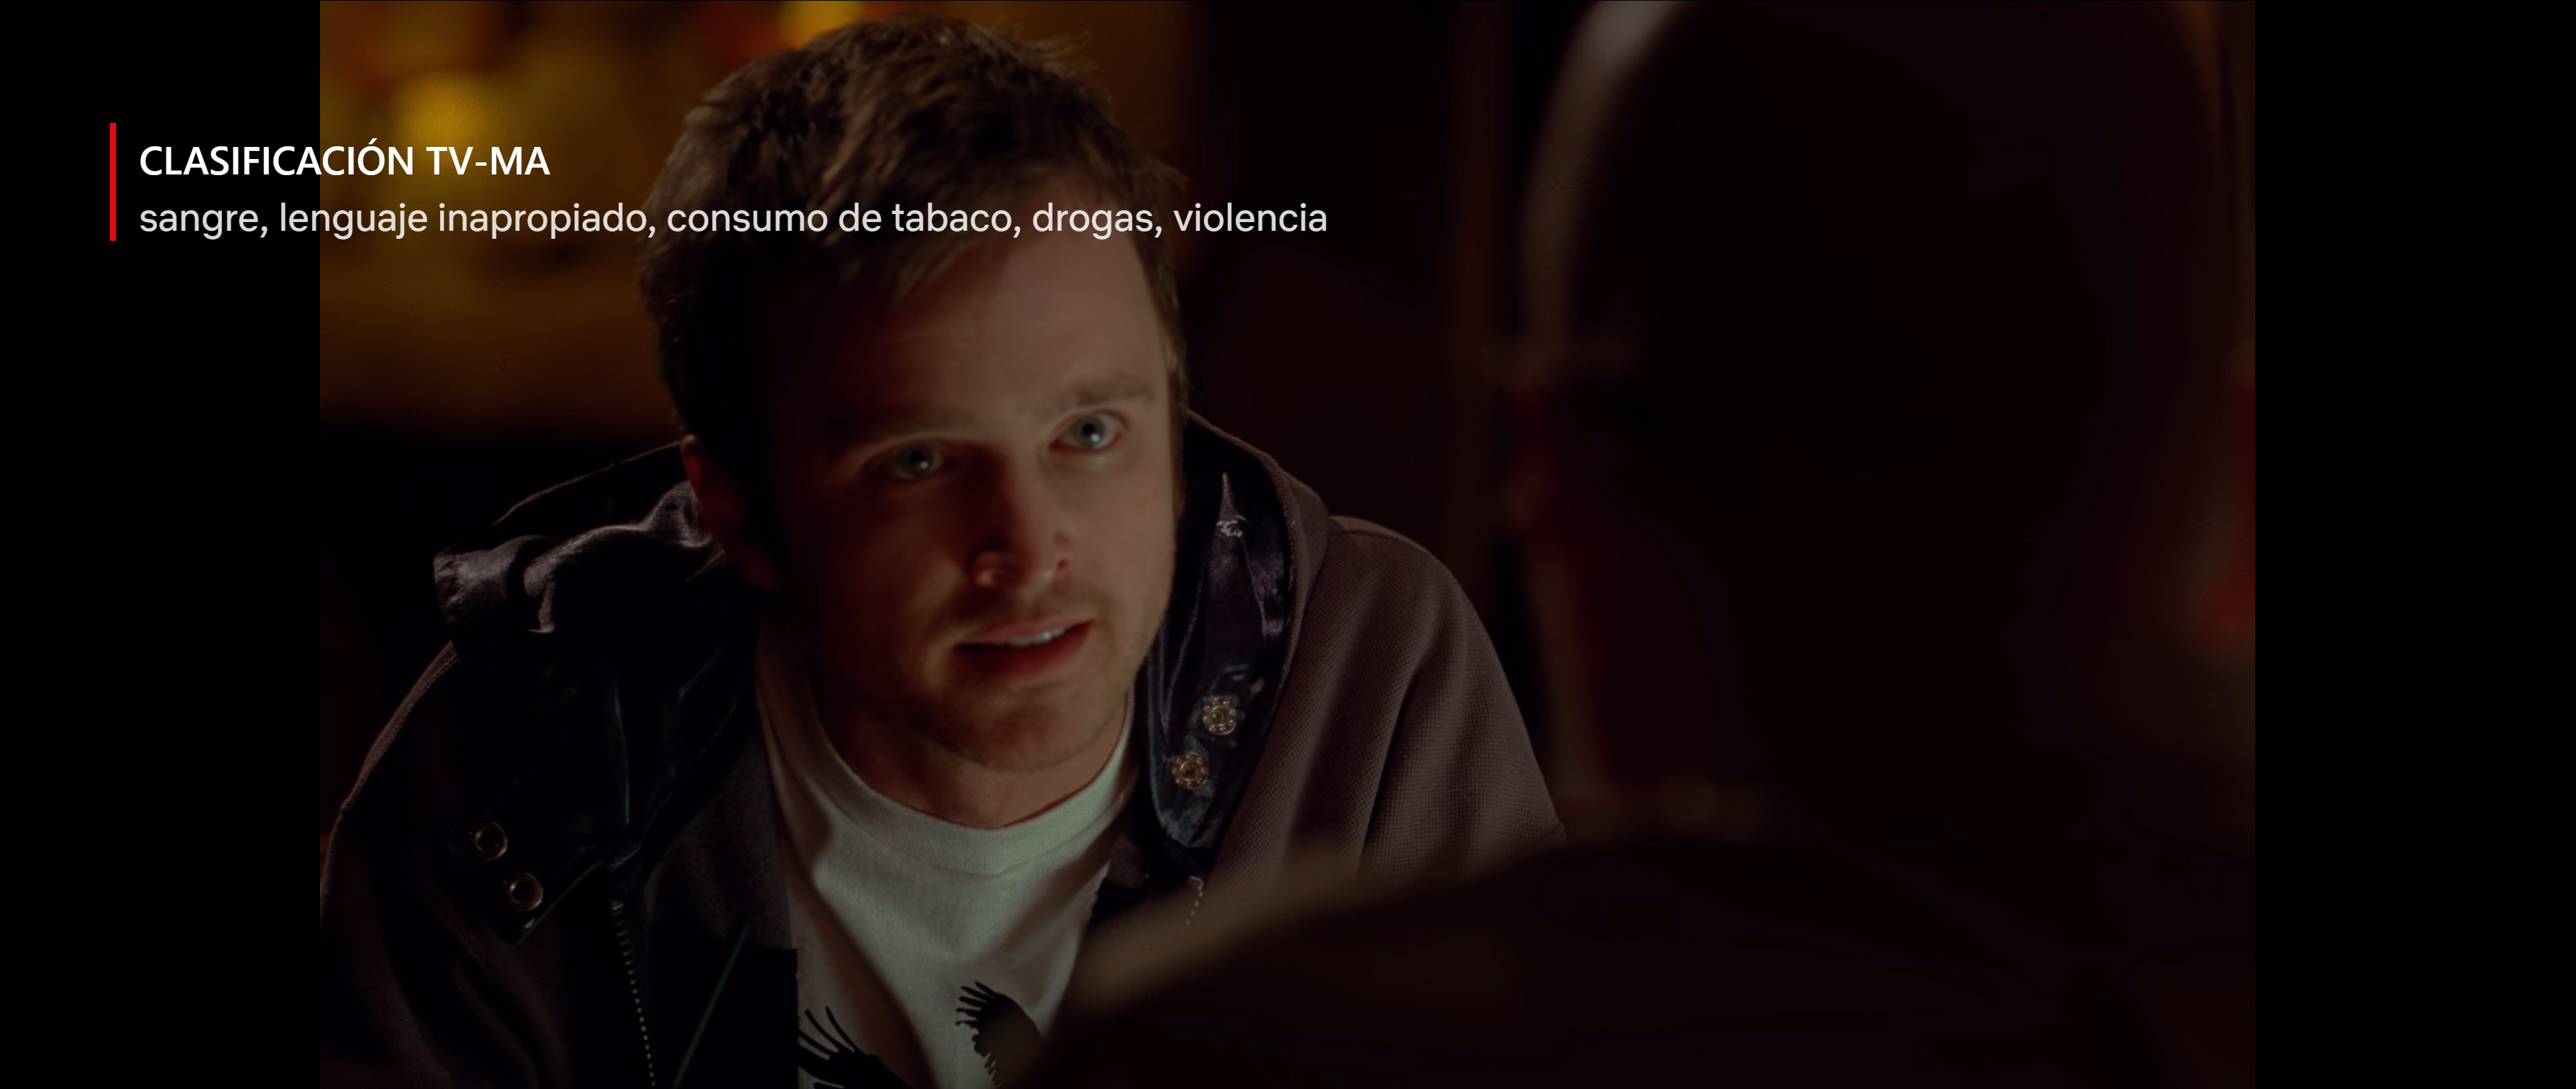 CLASIFICACIÓN TV-MA
sangre, lenguaje inapropiado, consumo de tabaco, drogas, violencia